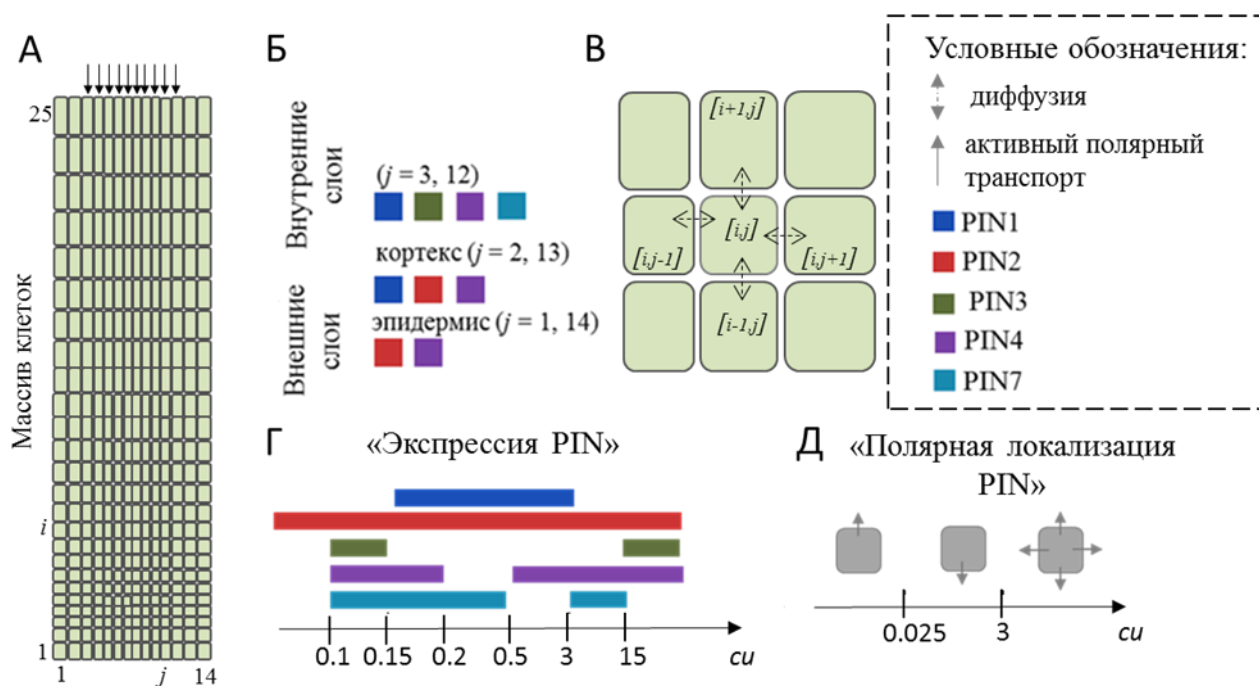 А
25
Массив клеток
i
1
1
j
14
Б
Внутренние
слои
(j = 3, 12)
кортекс (j = 2, 13)
Внешние
слои
эпидермис (j = 1, 14)
В
[i+1,j]
[i,j]
[i,j-1]
[i,j+1]
[i-1,j]
Условные обозначения:
диффузия
активный полярный
транспорт
PIN1
PIN2
PIN3
PIN4
PIN7
Г
«Экспрессия PIN»
0.1
0.15
0.2
0.5
3
15
cu
Д
«Полярная локализация
PIN»
0.025
3
cu